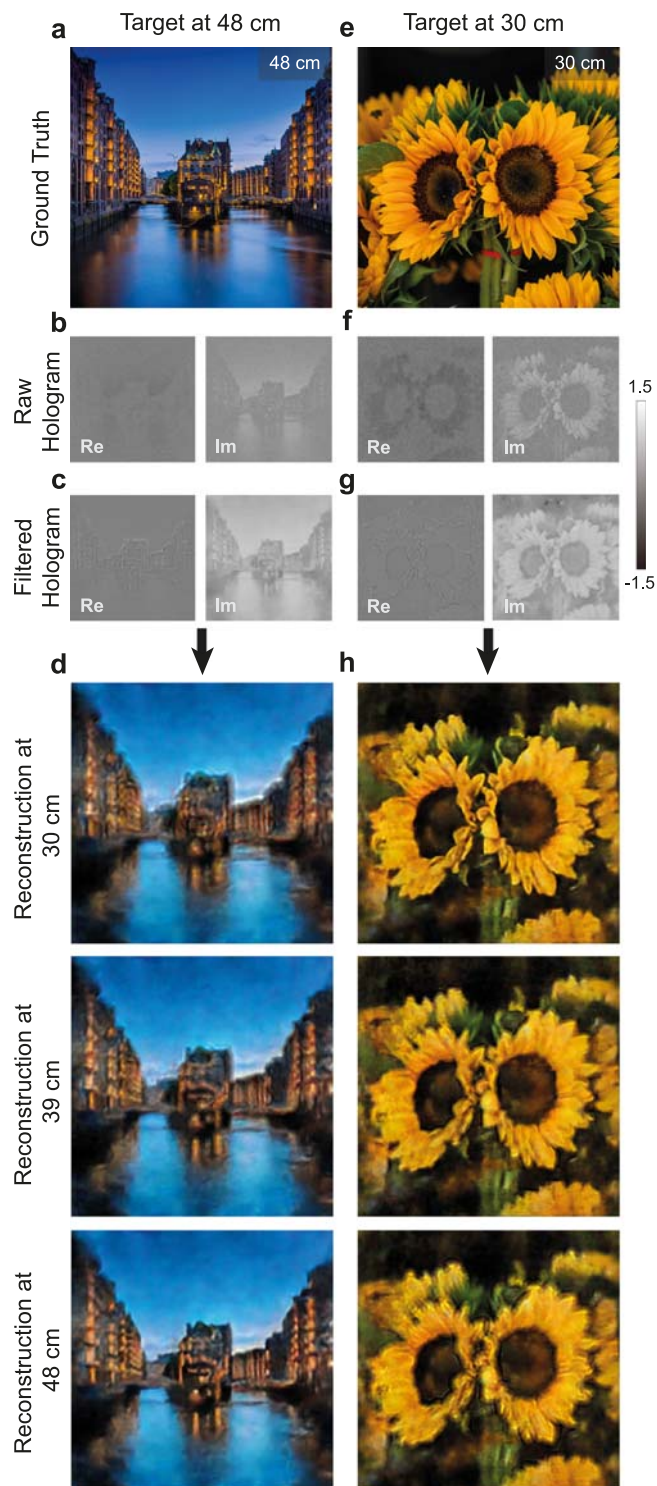 Target at 48 cm
Target at 30 cm
a
e
48 cm
30 cm
Ground Truth
b
f
Raw
Hologram
Re
Im
Re
Im
1.5
-1.5
c
g
Filtered
Hologram
Re
Im
Re
Im
d
h
Reconstruction at
30 cm
Reconstruction at
39 cm
Reconstruction at
48 cm